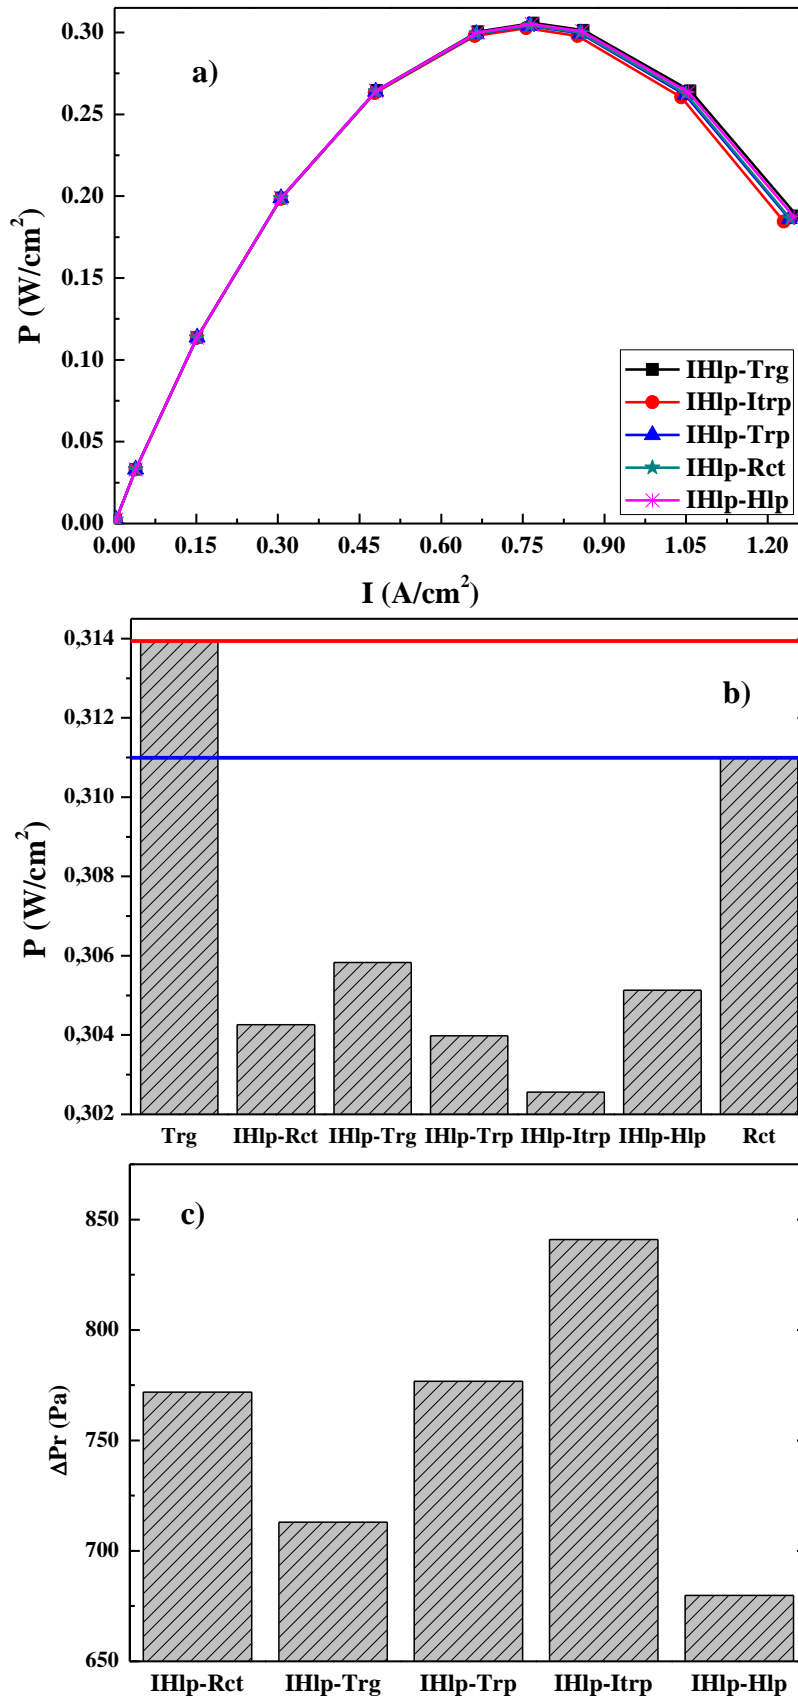 0.30
a)
0.25
0.20
P (W/cm²)
0.15
0.10
0.05
0.00
IHlp-Trg
IHlp-Itrp
IHlp-Trp
IHlp-Rct
IHlp-Hlp
0.00 0.15 0.30 0.45 0.60 0.75 0.90 1.05 1.20
I (A/cm²)
0,314
b)
0,312
0,310
P (W/cm²)
0,308
0,306
0,304
0,302
Trg IHlp-Rct IHlp-Trg IHlp-Trp IHlp-Itrp IHlp-Hlp Rct
c)
850
800
ΔPr (Pa)
750
700
650
IHlp-Rct IHlp-Trg IHlp-Trp IHlp-Itrp IHlp-Hlp